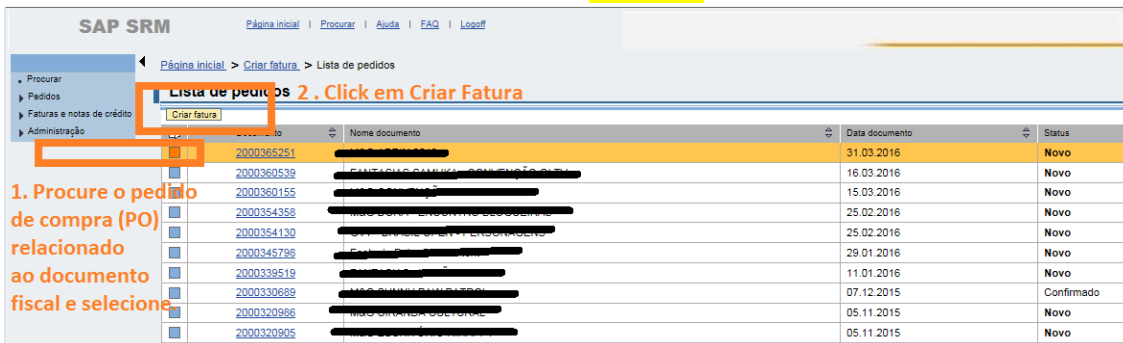 SAP SRM
Página inicial | Procurar | Ajuda | FAQ | Logoff
Página inicial > Criar fatura > Lista de pedidos
Procurar
Pedidos
Faturas e notas de crédito
Administração
Lista de pedidos
2 . Click em Criar Fatura
Criar fatura
Documento Nome documento Data documento Status
2000365251 31.03.2016 Novo
2000360539 16.03.2016 Novo
2000360155 15.03.2016 Novo
2000354358 25.02.2016 Novo
2000354130 25.02.2016 Novo
2000345798 29.01.2016 Novo
2000339519 11.01.2016 Novo
2000330689 07.12.2015 Confirmado
2000320986 05.11.2015 Novo
2000320905 05.11.2015 Novo
1. Procure o pedido
de compra (PO)
relacionado
ao documento
fiscal e selecione.